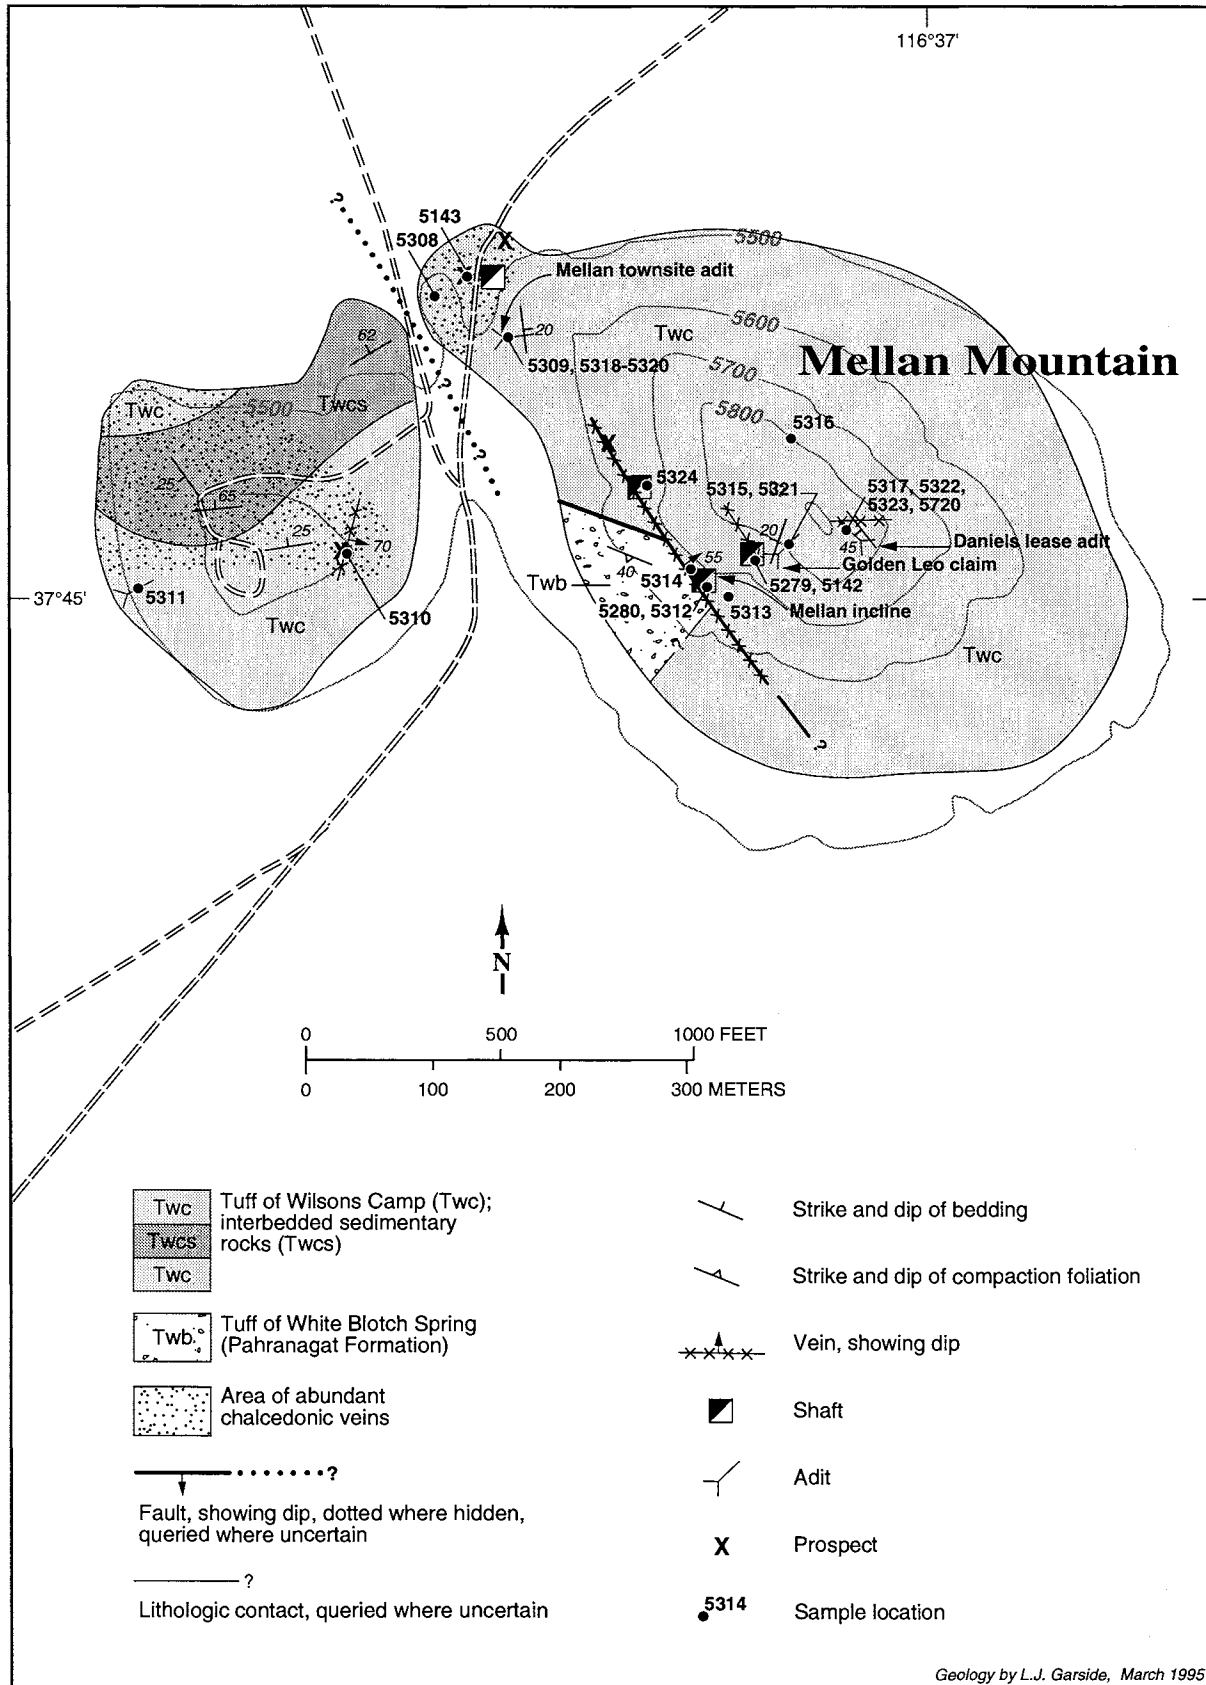 116°37'
?
5143
5308
5500
Mellan townsite adit
20
Twc
5600
62
5309, 5318-5320
5700
Mellan Mountain
?
Twc
5500
Twcs
5800
5316
?
5324
5315, 5321
5317, 5322,
5323, 5720
25
65
25
70
20
45
Daniels lease adit
55
Golden Leo claim
40
5314
5279, 5142
Twb
37°45'
5311
5280, 5312
5313
Mellan incline
5310
Twc
Twc
?
N
0 500 1000 FEET
0 100 200 300 METERS
Twc
Tuff of Wilsons Camp (Twc);
interbedded sedimentary
Twcs
rocks (Twcs)
Twc
Twb
Tuff of White Blotch Spring
(Pahranagat Formation)
Area of abundant
chalcedonic veins
?
Fault, showing dip, dotted where hidden,
queried where uncertain
?
Lithologic contact, queried where uncertain
Strike and dip of bedding
Strike and dip of compaction foliation
Vein, showing dip
Shaft
Adit
X Prospect
5314
Sample location
Geology by L.J. Garside, March 1995